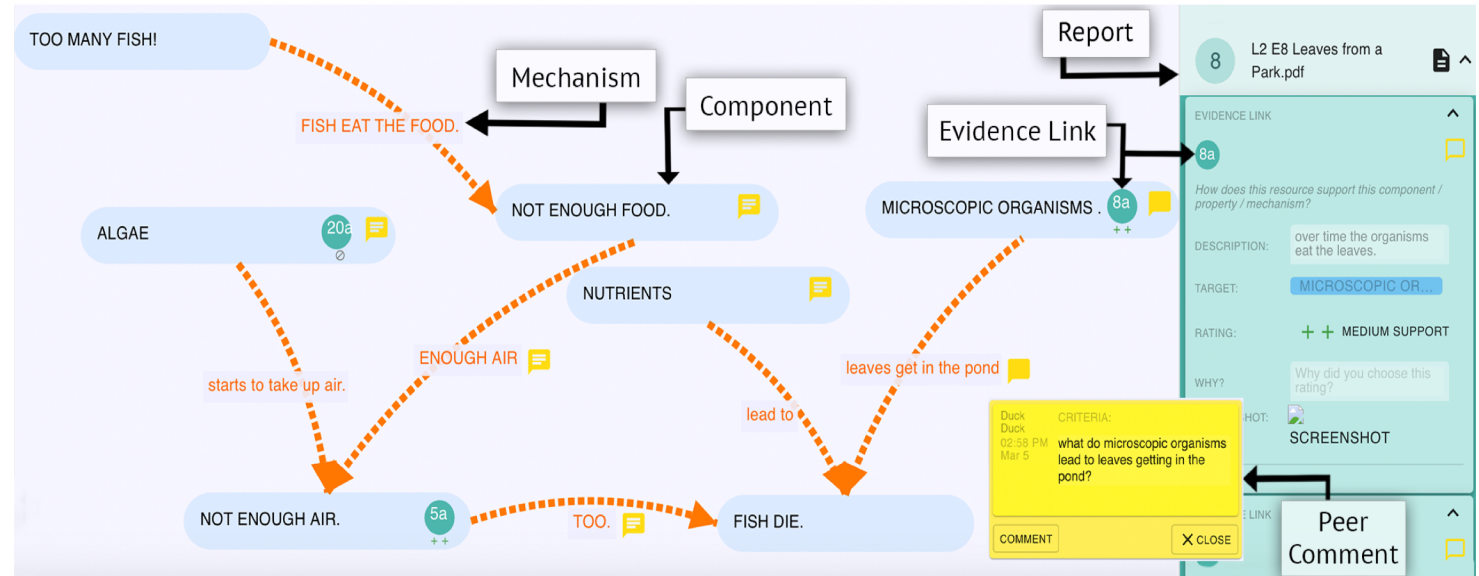 TOO MANY FISH!
Mechanism
FISH EAT THE FOOD.
Component
Report
Evidence Link
ALGAE
20a
NOT ENOUGH FOOD.
MICROSCOPIC ORGANISMS .
8a
++
NUTRIENTS
ENOUGH AIR
starts to take up air.
lead to
leaves get in the pond
NOT ENOUGH AIR.
5a
++
TOO.
FISH DIE.
8
L2 E8 Leaves from a
Park.pdf
EVIDENCE LINK
8a
How does this resource support this component /
property / mechanism?
DESCRIPTION:
over time the organisms
eat the leaves.
TARGET:
MICROSCOPIC OR...
RATING:
++ MEDIUM SUPPORT
WHY?
Why did you choose this
rating?
HOT:
SCREENSHOT
Duck
Duck
02:58 PM
Mar 5
CRITERIA:
what do microscopic organisms
lead to leaves getting in the
pond?
COMMENT
X CLOSE
E LINK
Peer
Comment